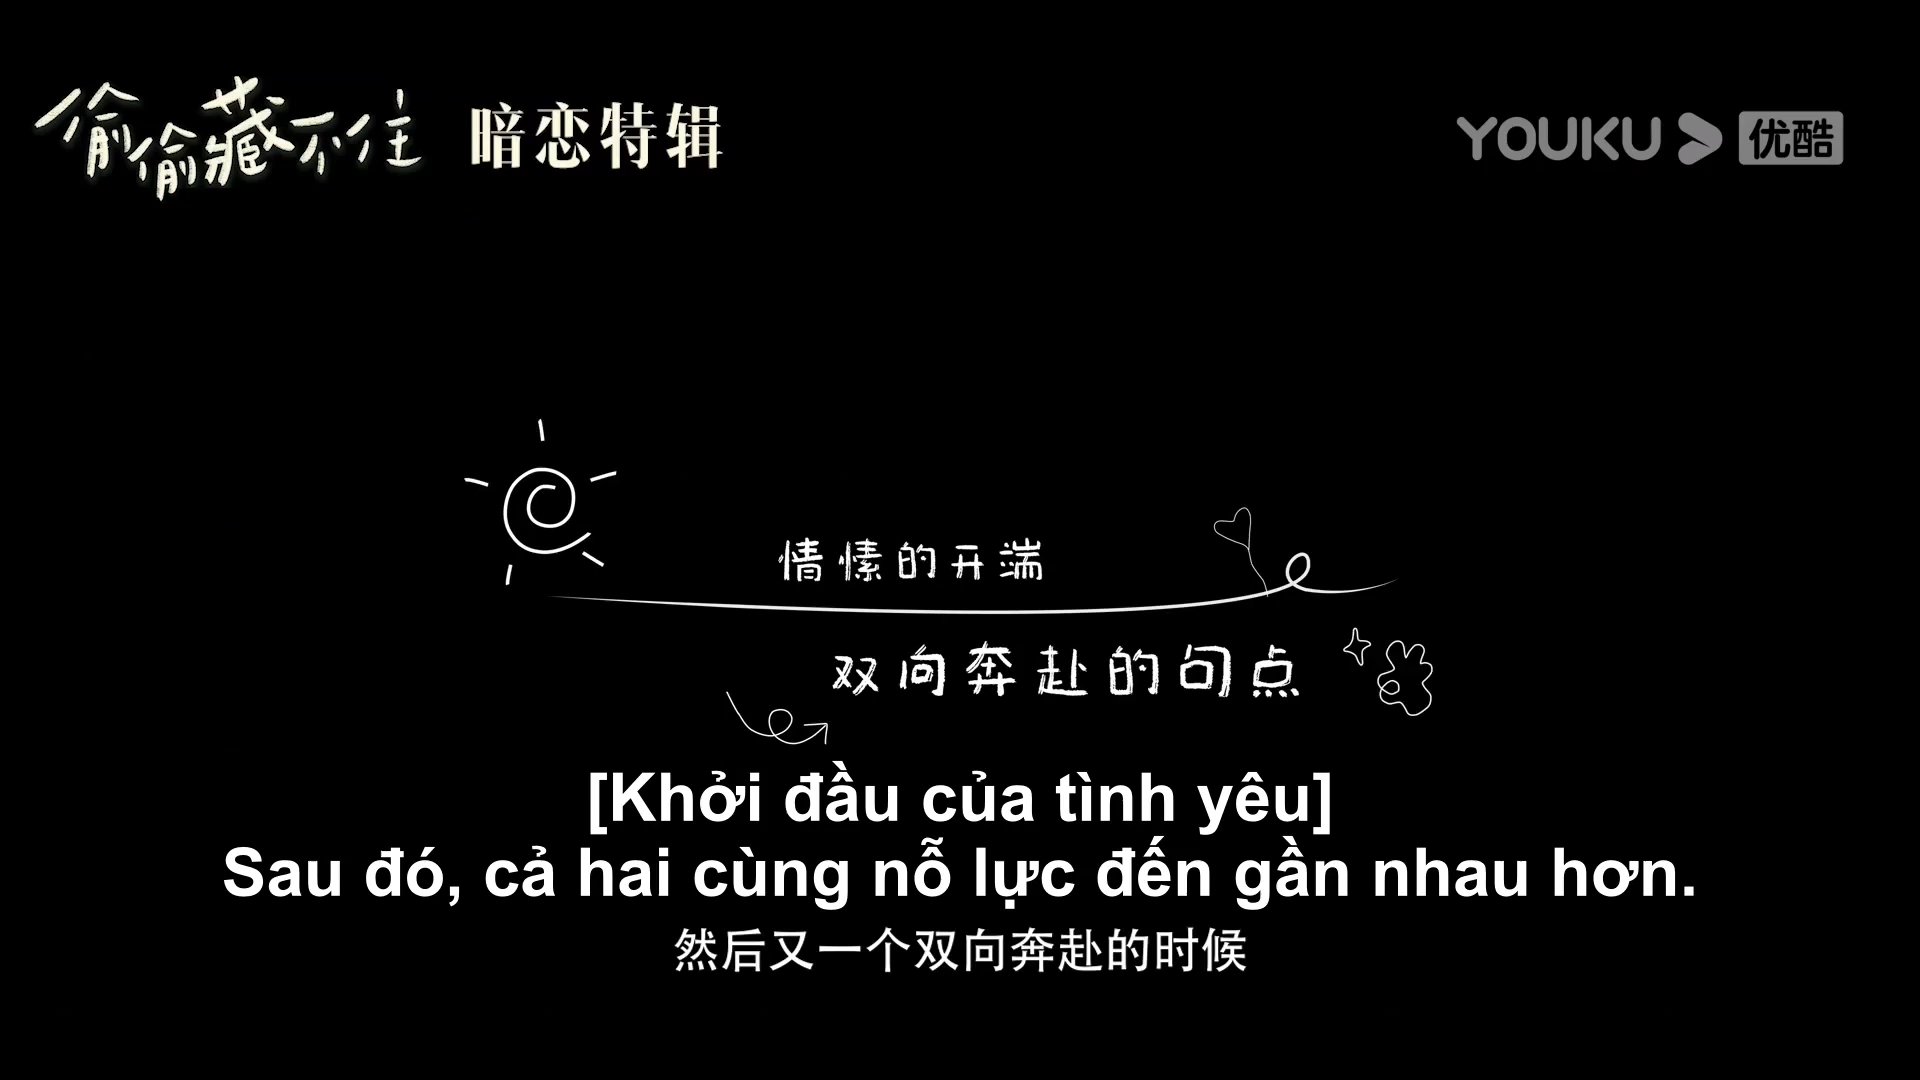 偷偷藏不住 暗恋特辑
YOUKU 优酷
情愫的开端
双向奔赴的句点
[Khởi đầu của tình yêu]
Sau đó, cả hai cùng nỗ lực đến gần nhau hơn.
然后又一个双向奔赴的时候